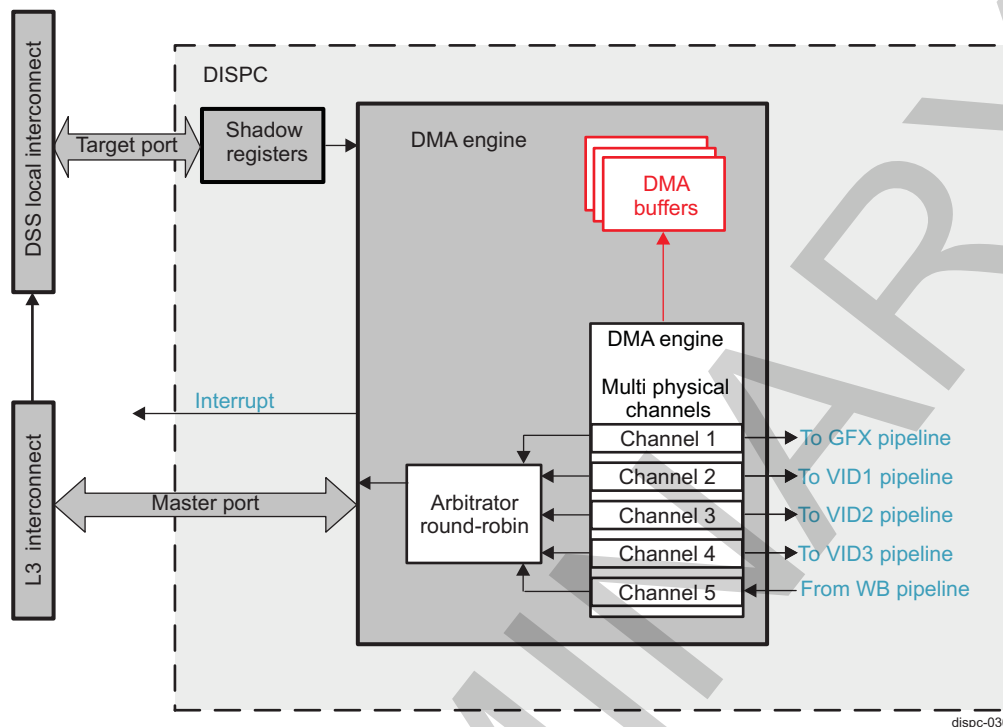 DISPC
DSS local interconnect
Target port
Shadow
registers
DMA engine
DMA
buffers
DMA engine
Multi physical
channels
Interrupt
Channel 1
To GFX pipeline
Channel 2
To VID1 pipeline
L3 interconnect
Master port
Arbitrator
round-robin
Channel 3
To VID2 pipeline
Channel 4
To VID3 pipeline
Channel 5
From WB pipeline